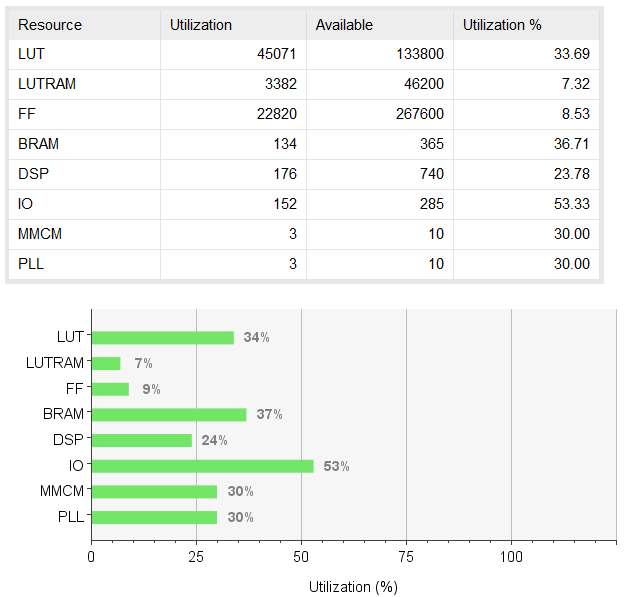 Resource Utilization Available Utilization %
LUT 45071 133800 33.69
LUTRAM 3382 46200 7.32
FF 22820 267600 8.53
BRAM 134 365 36.71
DSP 176 740 23.78
IO 152 285 53.33
MMCM 3 10 30.00
PLL 3 10 30.00
LUT 34%
LUTRAM 7%
FF 9%
BRAM 37%
DSP 24%
IO 53%
MMCM 30%
PLL 30%
0 25 50 75 100
Utilization (%)